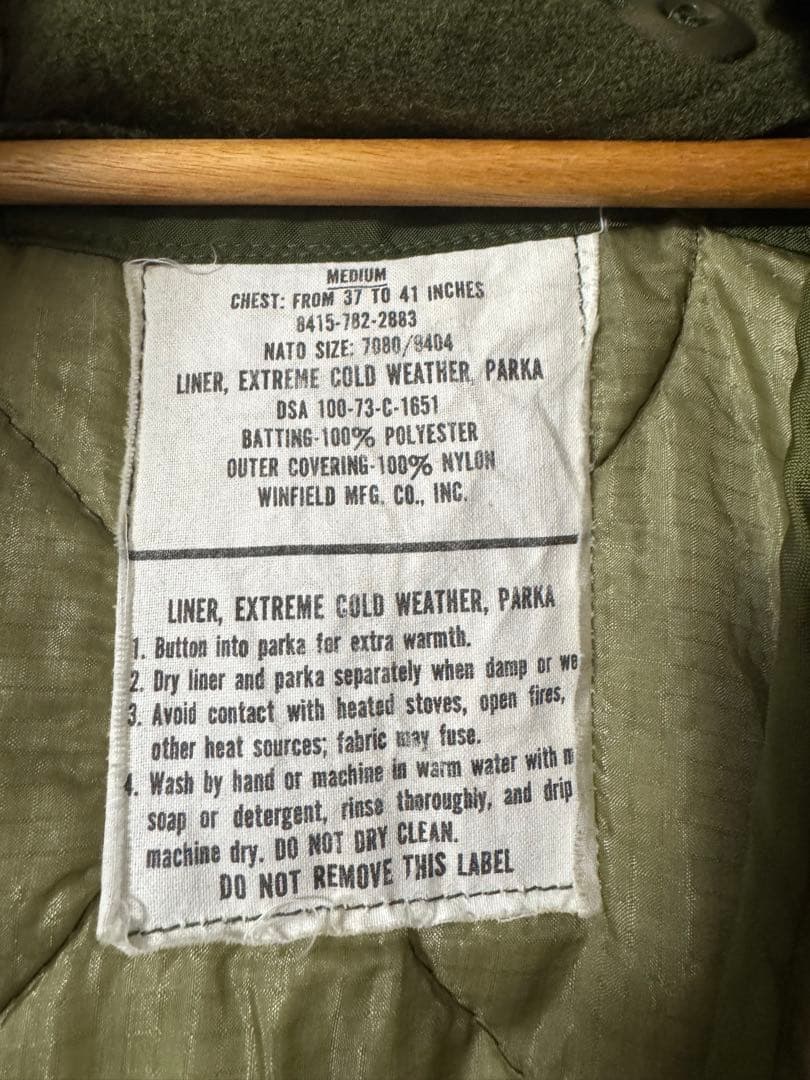 MEDIUM
CHEST: FROM 37 TO 41 INCHES
8415-782-2883
NATO SIZE: 7080/9404
LINER, EXTREME COLD WEATHER, PARKA
DSA 100-73-C-1651
BATTING-100% POLYESTER
OUTER COVERING-100% NYLON
WINFIELD MFG. CO., INC.
LINER, EXTREME COLD WEATHER, PARKA
1. Button into parka for extra warmth.
2. Dry liner and parka separately when damp or we
3. Avoid contact with heated stoves, open fires,
other heat sources; fabric may fuse.
4. Wash by hand or machine in warm water with m
soap or detergent, rinse thoroughly, and drip
machine dry. DO NOT DRY CLEAN.
DO NOT REMOVE THIS LABEL